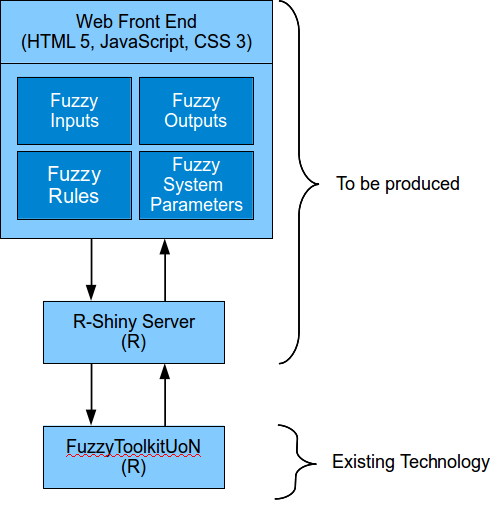 Web Front End
(HTML 5, JavaScript, CSS 3)
Fuzzy
Inputs
Fuzzy
Outputs
Fuzzy
Rules
Fuzzy
System
Parameters
To be produced
R-Shiny Server
(R)
FuzzyToolkitUoN
(R)
Existing Technology